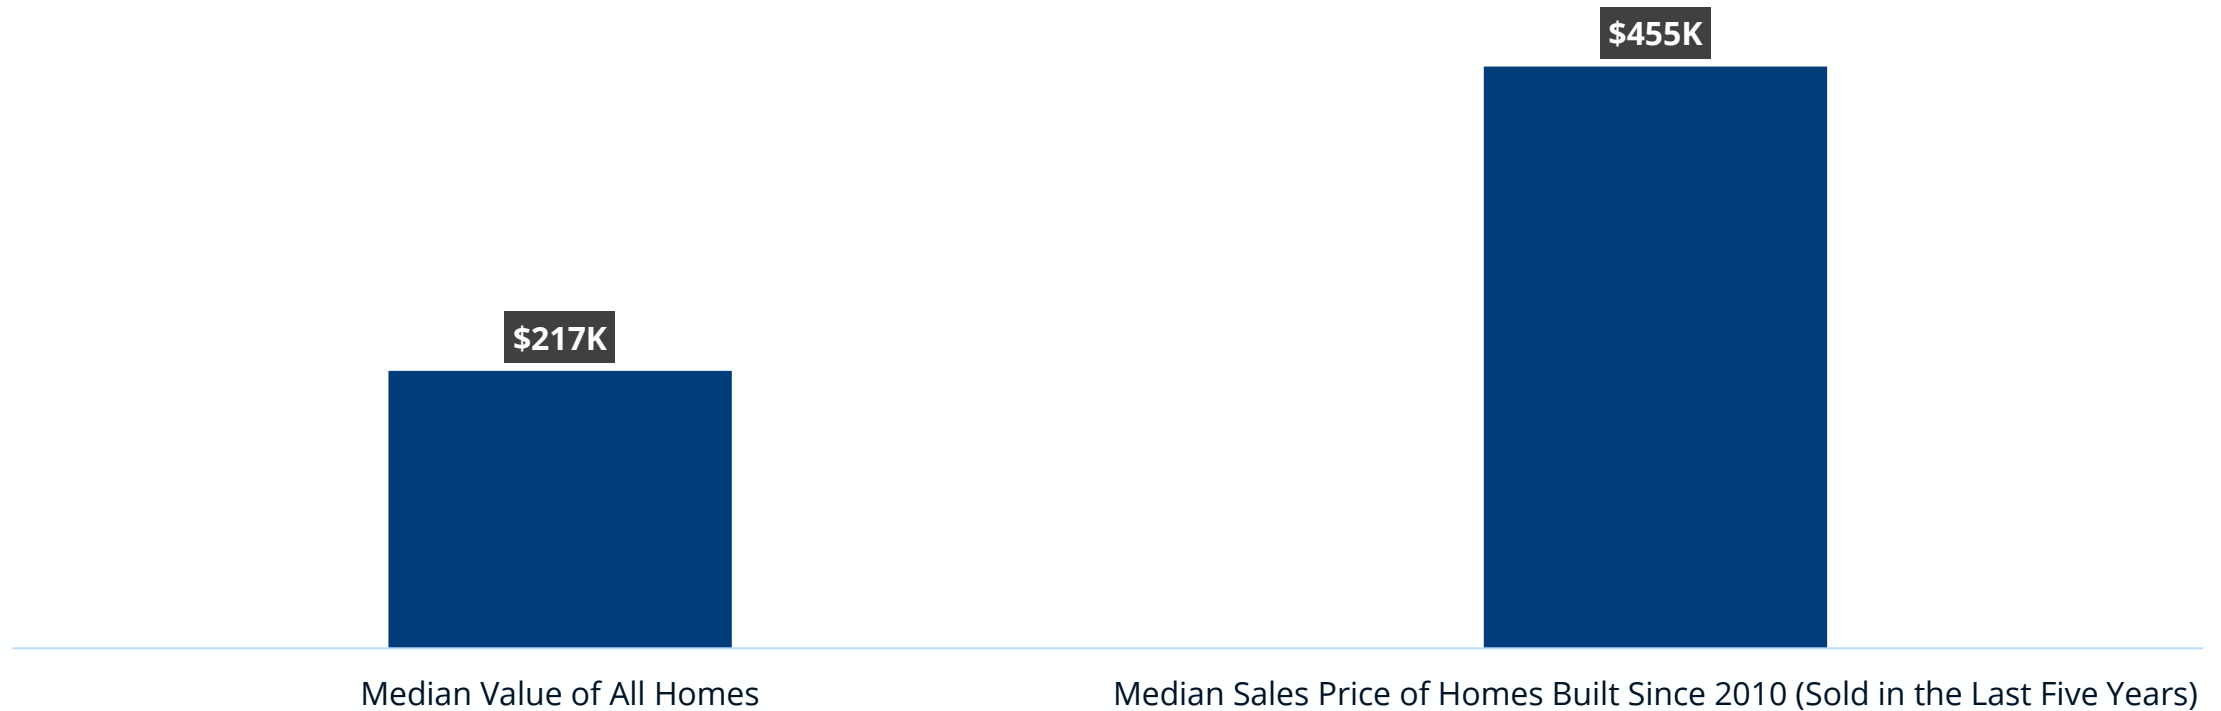 $455K
$217K
Median Value of All Homes
Median Sales Price of Homes Built Since 2010 (Sold in the Last Five Years)